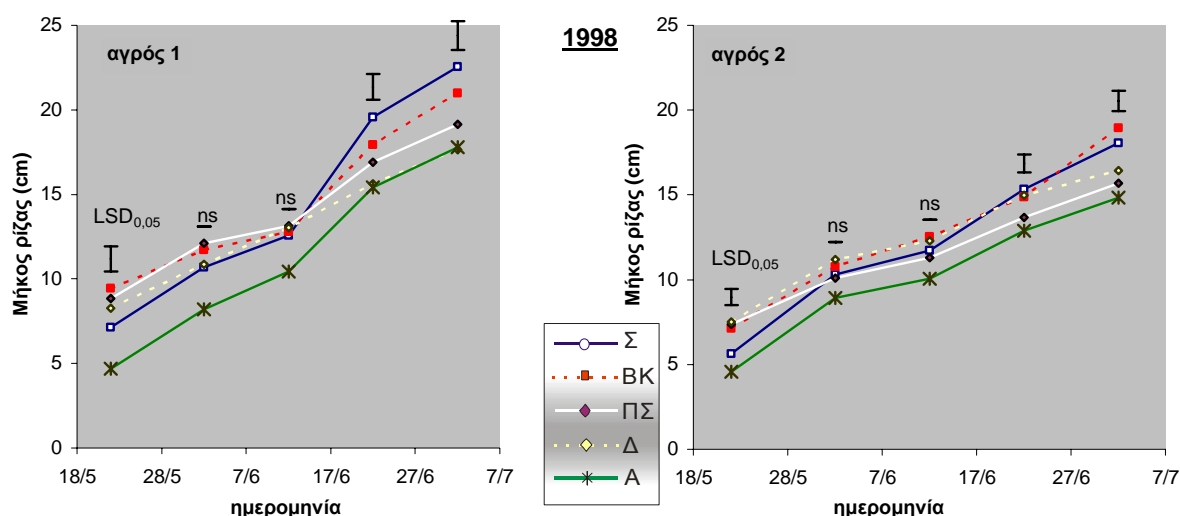 1998
Μήκος ρίζας (cm)
25
20
15
10
5
0
αγρός 1
LSD0,05
ns
ns
18/5 28/5 7/6 17/6 27/6 7/7
ημερομηνία
Σ
ΒΚ
ΠΣ
Δ
Α
Μήκος ρίζας (cm)
25
20
15
10
5
0
αγρός 2
LSD0,05
ns
ns
18/5 28/5 7/6 17/6 27/6 7/7
ημερομηνία